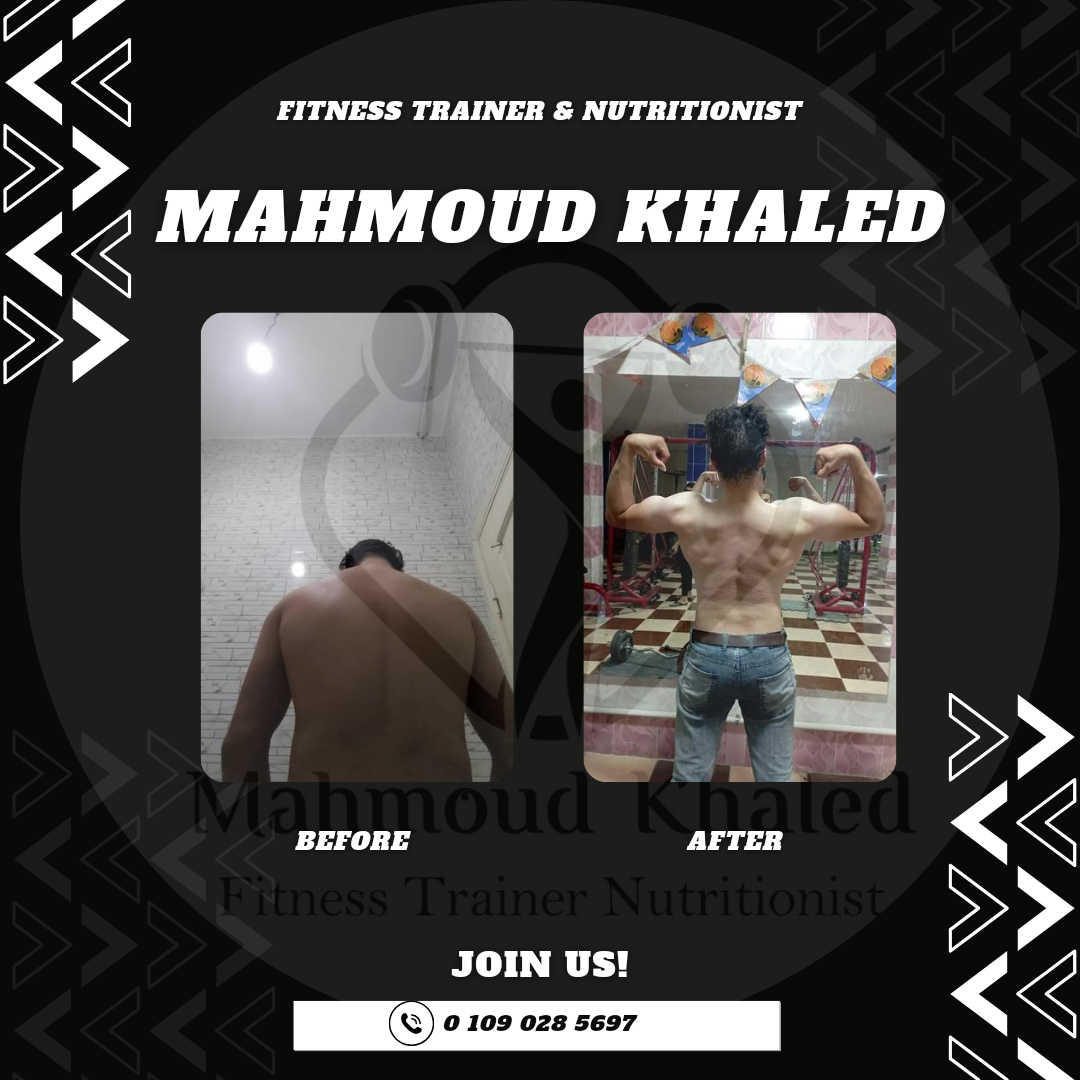 FITNESS TRAINER & NUTRITIONIST
MAHMOUD KHALED
BEFORE
AFTER
Mahmoud Khaled
Fitness Trainer Nutritionist
JOIN US!
0 109 028 5697